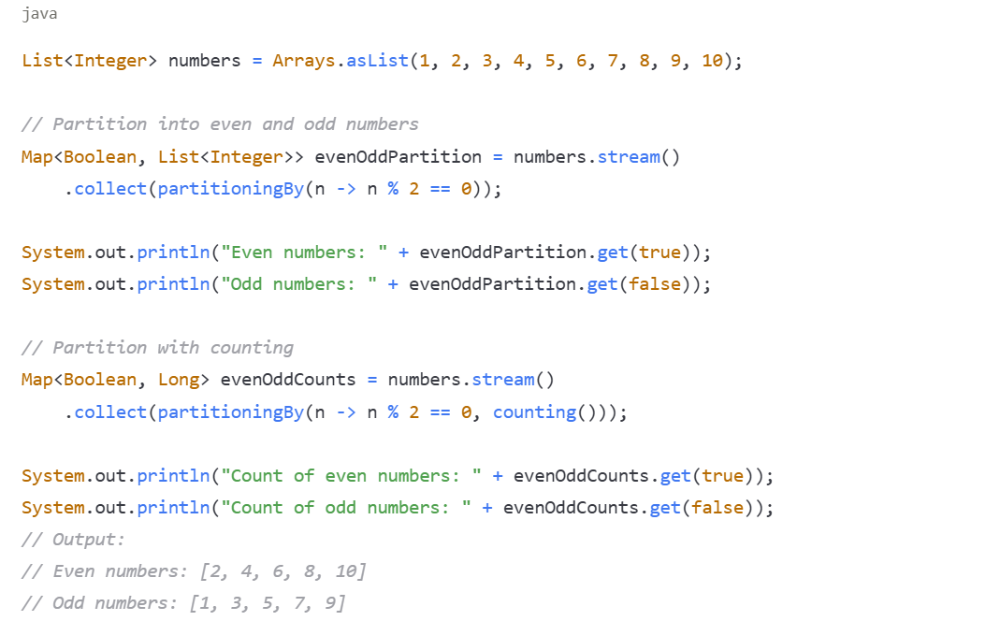 java
List<Integer> numbers = Arrays.asList(1, 2, 3, 4, 5, 6, 7, 8, 9, 10);
// Partition into even and odd numbers
Map<Boolean, List<Integer>> evenOddPartition = numbers.stream()
    .collect(partitioningBy(n -> n % 2 == 0));
System.out.println("Even numbers: " + evenOddPartition.get(true));
System.out.println("Odd numbers: " + evenOddPartition.get(false));
// Partition with counting
Map<Boolean, Long> evenOddCounts = numbers.stream()
    .collect(partitioningBy(n -> n % 2 == 0, counting()));
System.out.println("Count of even numbers: " + evenOddCounts.get(true));
System.out.println("Count of odd numbers: " + evenOddCounts.get(false));
// Output:
// Even numbers: [2, 4, 6, 8, 10]
// Odd numbers: [1, 3, 5, 7, 9]